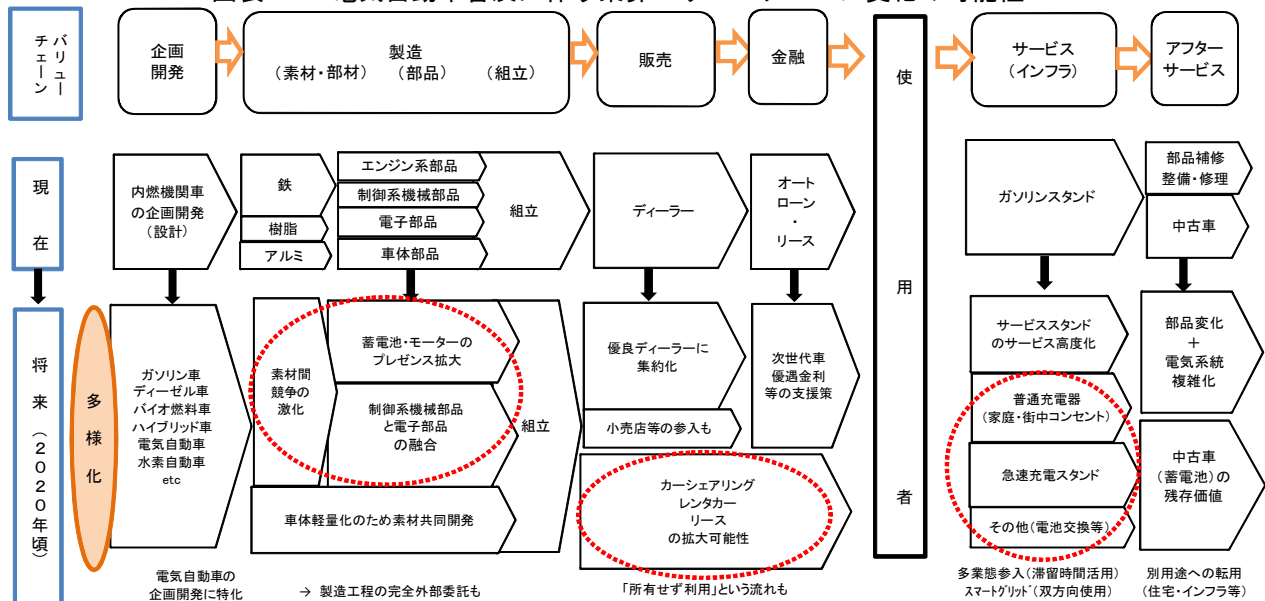 バリュー
チェーン
企画
開発
製造
（素材・部材）　（部品）　（組立）
販売
金融
使用者
サービス
（インフラ）
アフター
サービス
現在
内燃機関車
の企画開発
（設計）
鉄
樹脂
アルミ
エンジン系部品
制御系機械部品
電子部品
車体部品
組立
ディーラー
オート
ローン
・
リース
ガソリンスタンド
部品補修
整備・修理
中古車
将来（2020年頃）
多様化
ガソリン車
ディーゼル車
バイオ燃料車
ハイブリッド車
電気自動車
水素自動車
etc
素材間
競争の
激化
蓄電池・モーターの
プレゼンス拡大
制御系機械部品
と電子部品
の融合
組立
車体軽量化のため素材共同開発
優良ディーラーに
集約化
小売店等の参入も
次世代車
優遇金利
等の支援策
カーシェアリング
レンタカー
リース
の拡大可能性
サービススタンド
のサービス高度化
普通充電器
（家庭・街中コンセント）
急速充電スタンド
その他（電池交換等）
部品変化
＋
電気系統
複雑化
中古車
（蓄電池）の
残存価値
電気自動車の
企画開発に特化
→ 製造工程の完全外部委託も
「所有せず利用」という流れも
多業態参入（滞留時間活用）
スマートグリッド（双方向使用）
別用途への転用
（住宅・インフラ等）